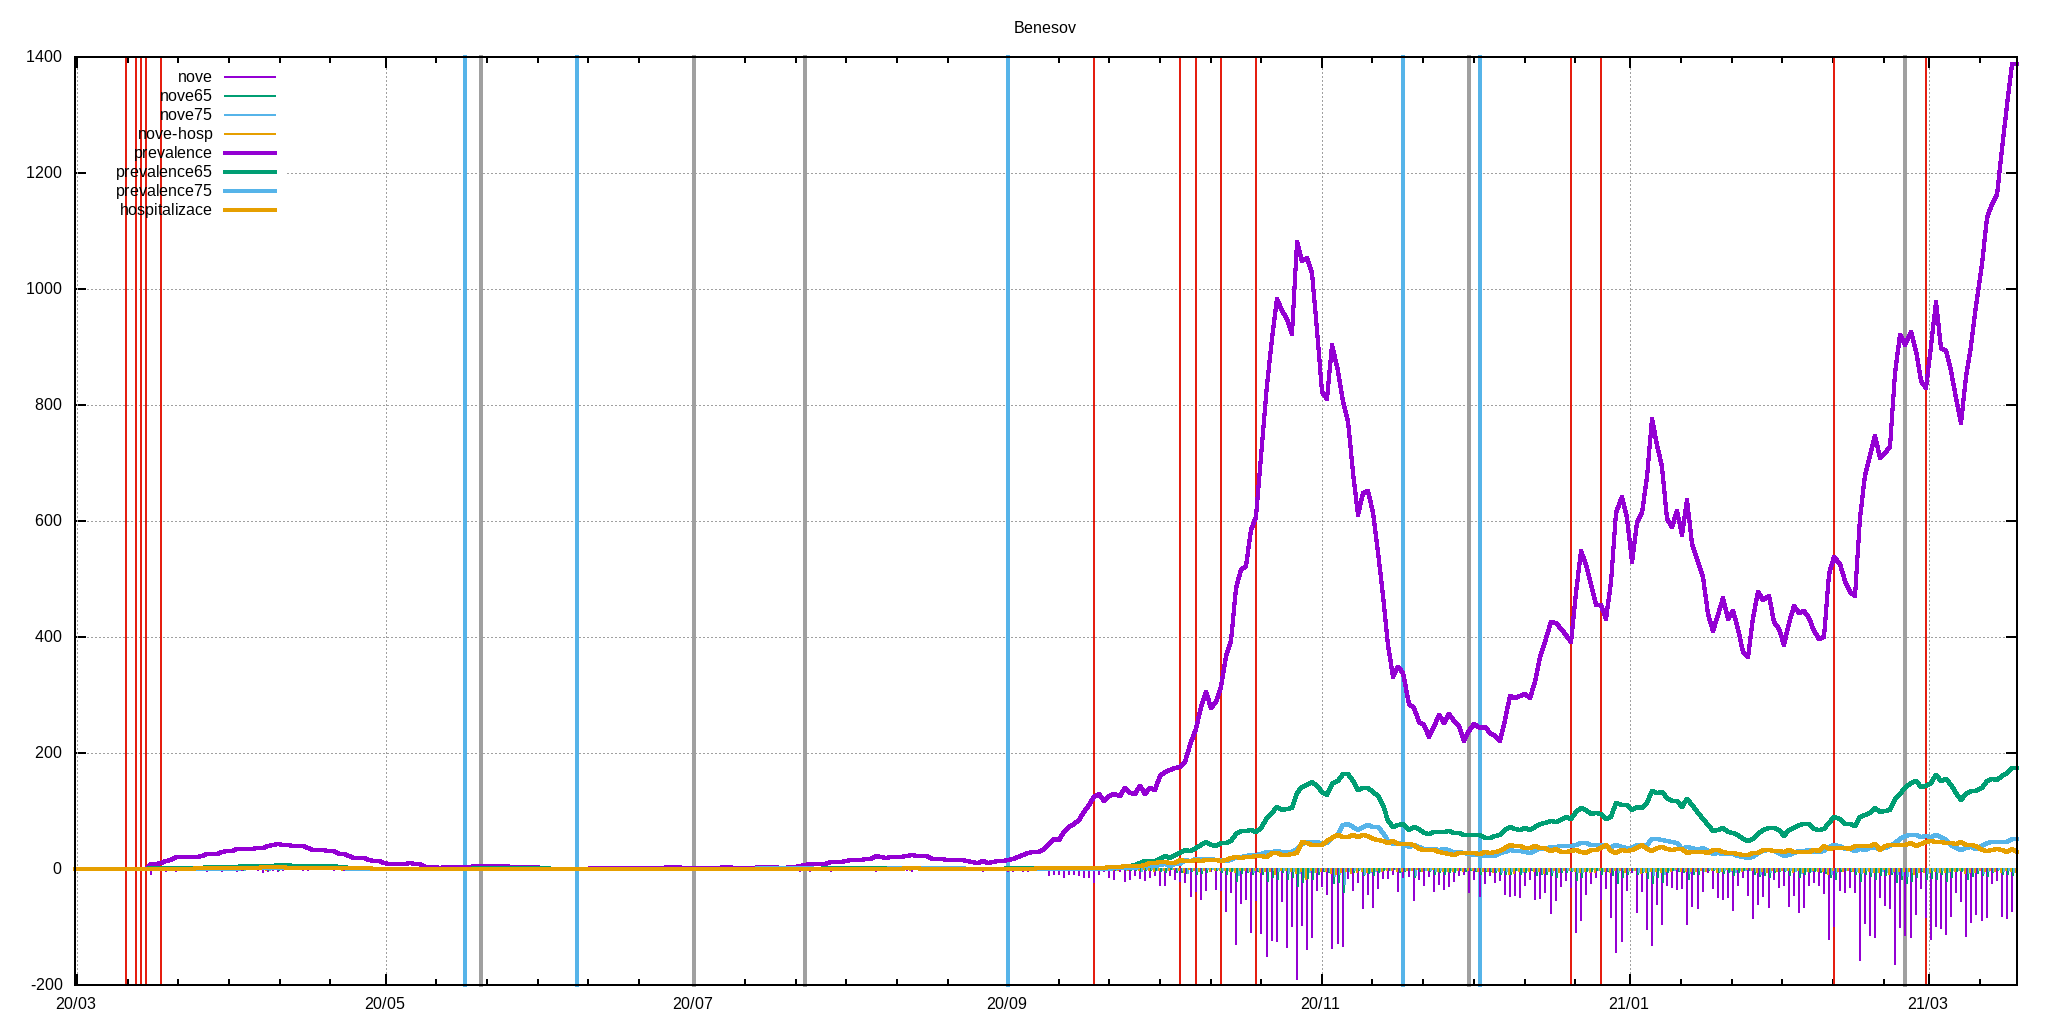 Benesov
1400
1200
1000
800
600
400
200
0
-200
nove
nove65
nove75
nove-hosp
prevalence
prevalence65
prevalence75
hospitalizace
20/03 20/05 20/07 20/09 20/11 21/01 21/03